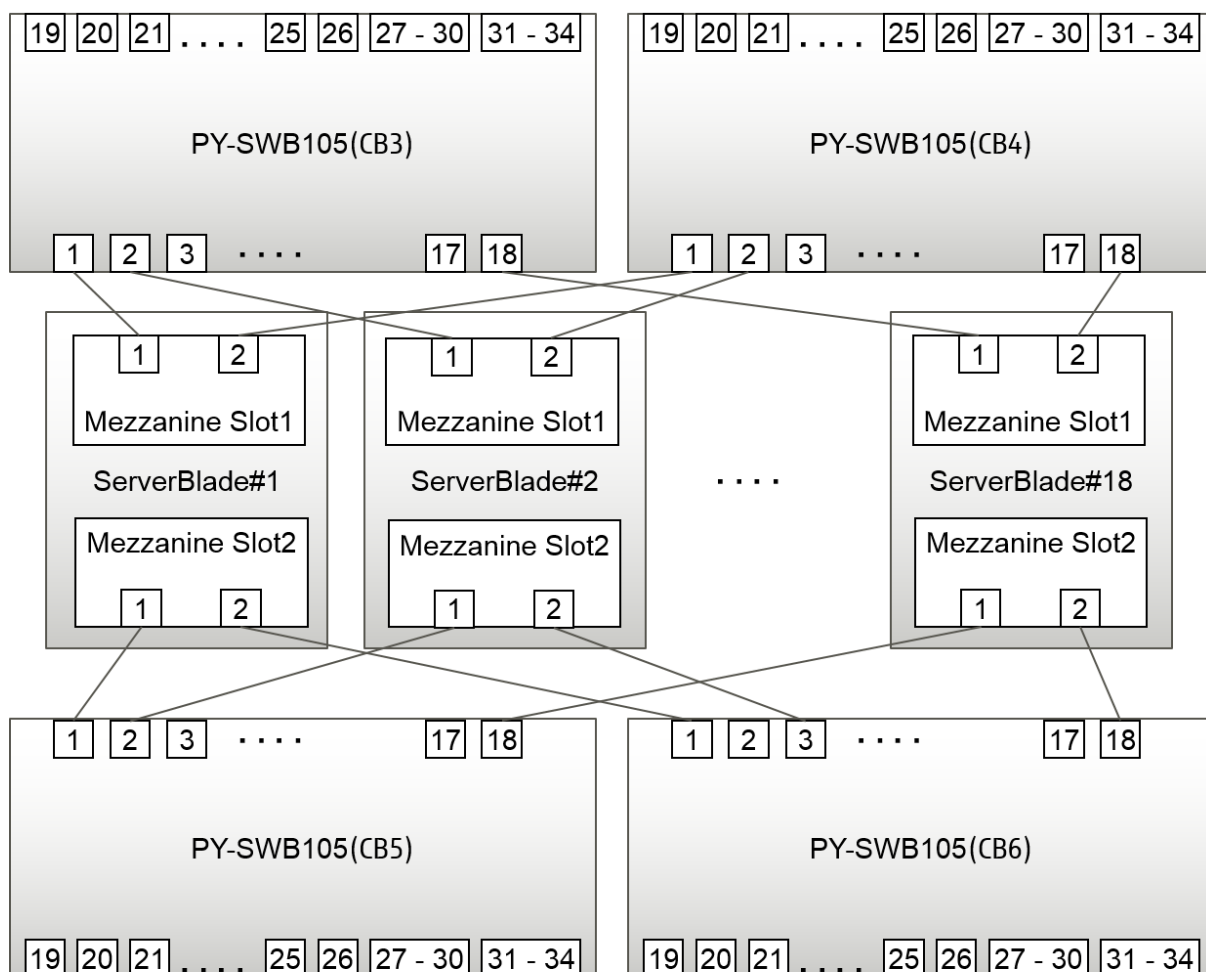 19 20 21 . . . . 25 26 27 - 30 31 - 34
19 20 21 . . . . 25 26 27 - 30 31 - 34
PY-SWB105(CB3)
PY-SWB105(CB4)
1 2 3 . . . . 17 18
1 2 3 . . . . 17 18
1 2
Mezzanine Slot1
ServerBlade#1
Mezzanine Slot2
1 2
1 2
Mezzanine Slot1
ServerBlade#2
Mezzanine Slot2
1 2
. . . .
1 2
Mezzanine Slot1
ServerBlade#18
Mezzanine Slot2
1 2
1 2 3 . . . . 17 18
1 2 3 . . . . 17 18
PY-SWB105(CB5)
PY-SWB105(CB6)
19 20 21 . . . . 25 26 27 - 30 31 - 34
19 20 21 . . . . 25 26 27 - 30 31 - 34